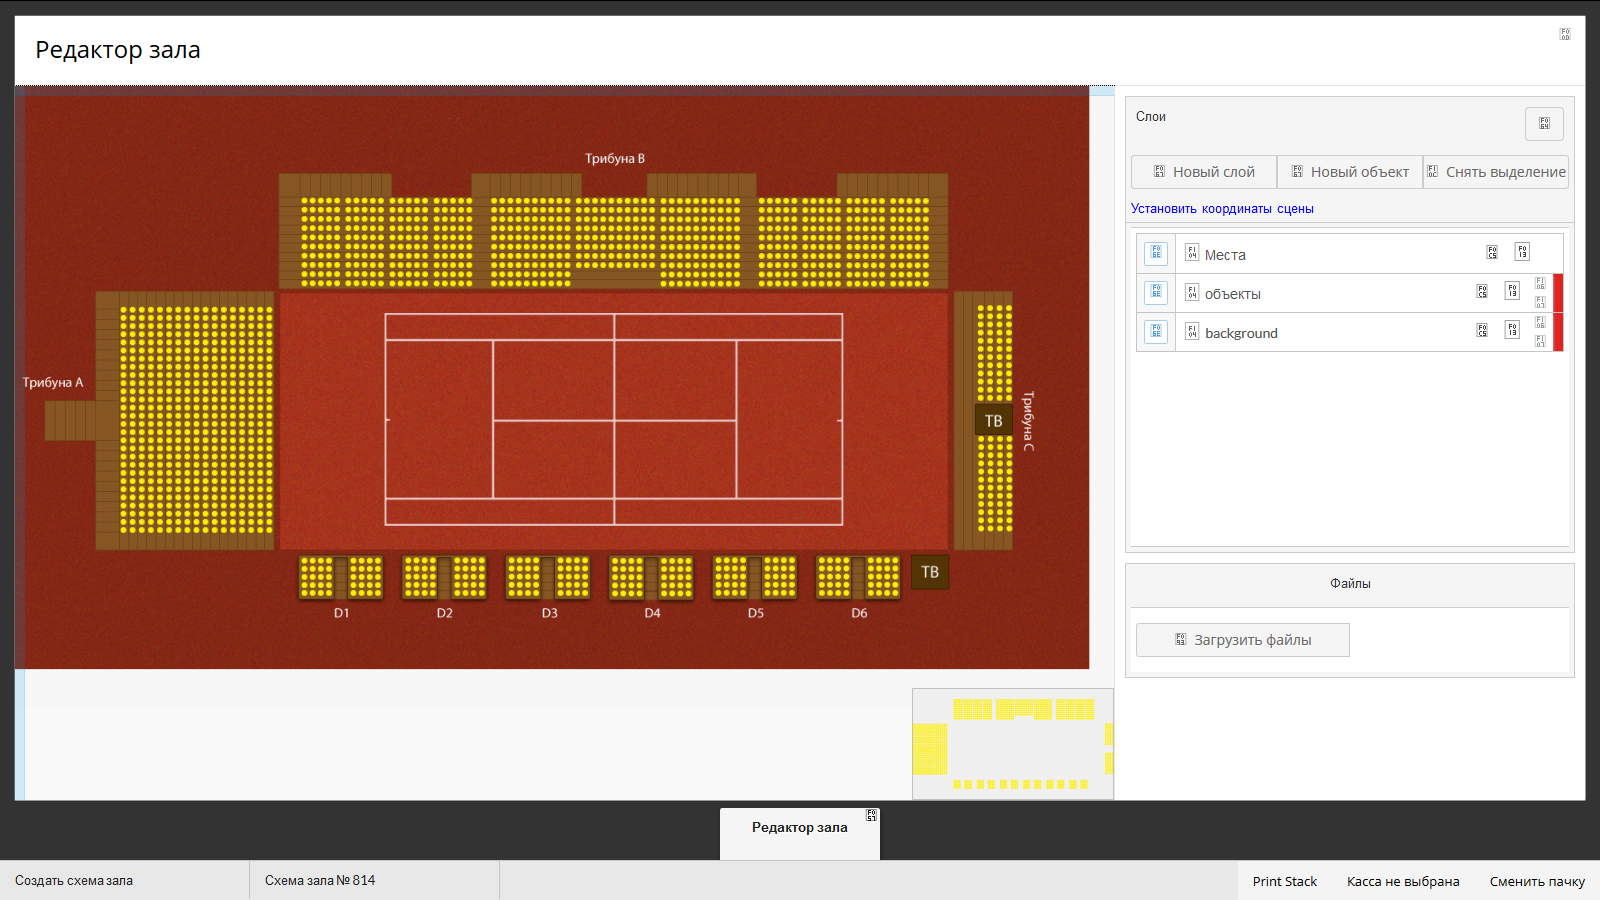 Редактор зала
Трибуна B
Трибуна A
Трибуна C
ТВ
ТВ
D1
D2
D3
D4
D5
D6
Слои
Новый слой
Новый объект
Снять выделение
Установить координаты сцены
Места
объекты
background
Файлы
Загрузить файлы
Редактор зала
Создать схема зала
Схема зала № 814
Print Stack
Касса не выбрана
Сменить пачку